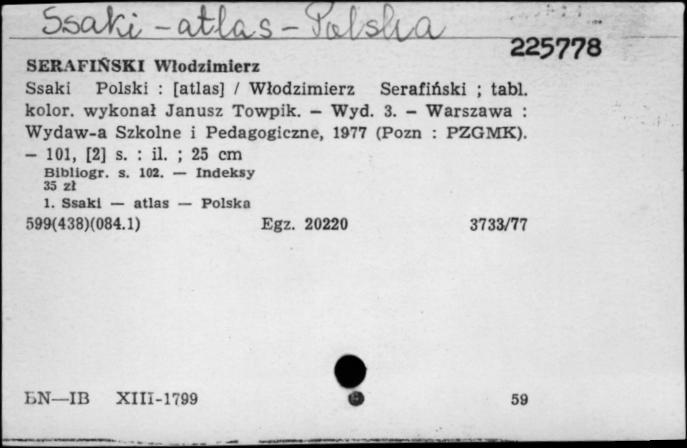 Ssaki - atlas - Polska
225778
SERAFIŃSKI Włodzimierz
Ssaki Polski : [atlas] / Włodzimierz Serafiński ; tabl.
kolor. wykonał Janusz Towpik. — Wyd. 3. — Warszawa :
Wydaw-a Szkolne i Pedagogiczne, 1977 (Pozn : PZGMK).
— 101, [2] s. : il. ; 25 cm
Bibliogr. s. 102. — Indeksy
35 zł
1. Ssaki — atlas — Polska
599(438)(084.1) Egz. 20220 3733/77
BN—IB XIII-1799 59